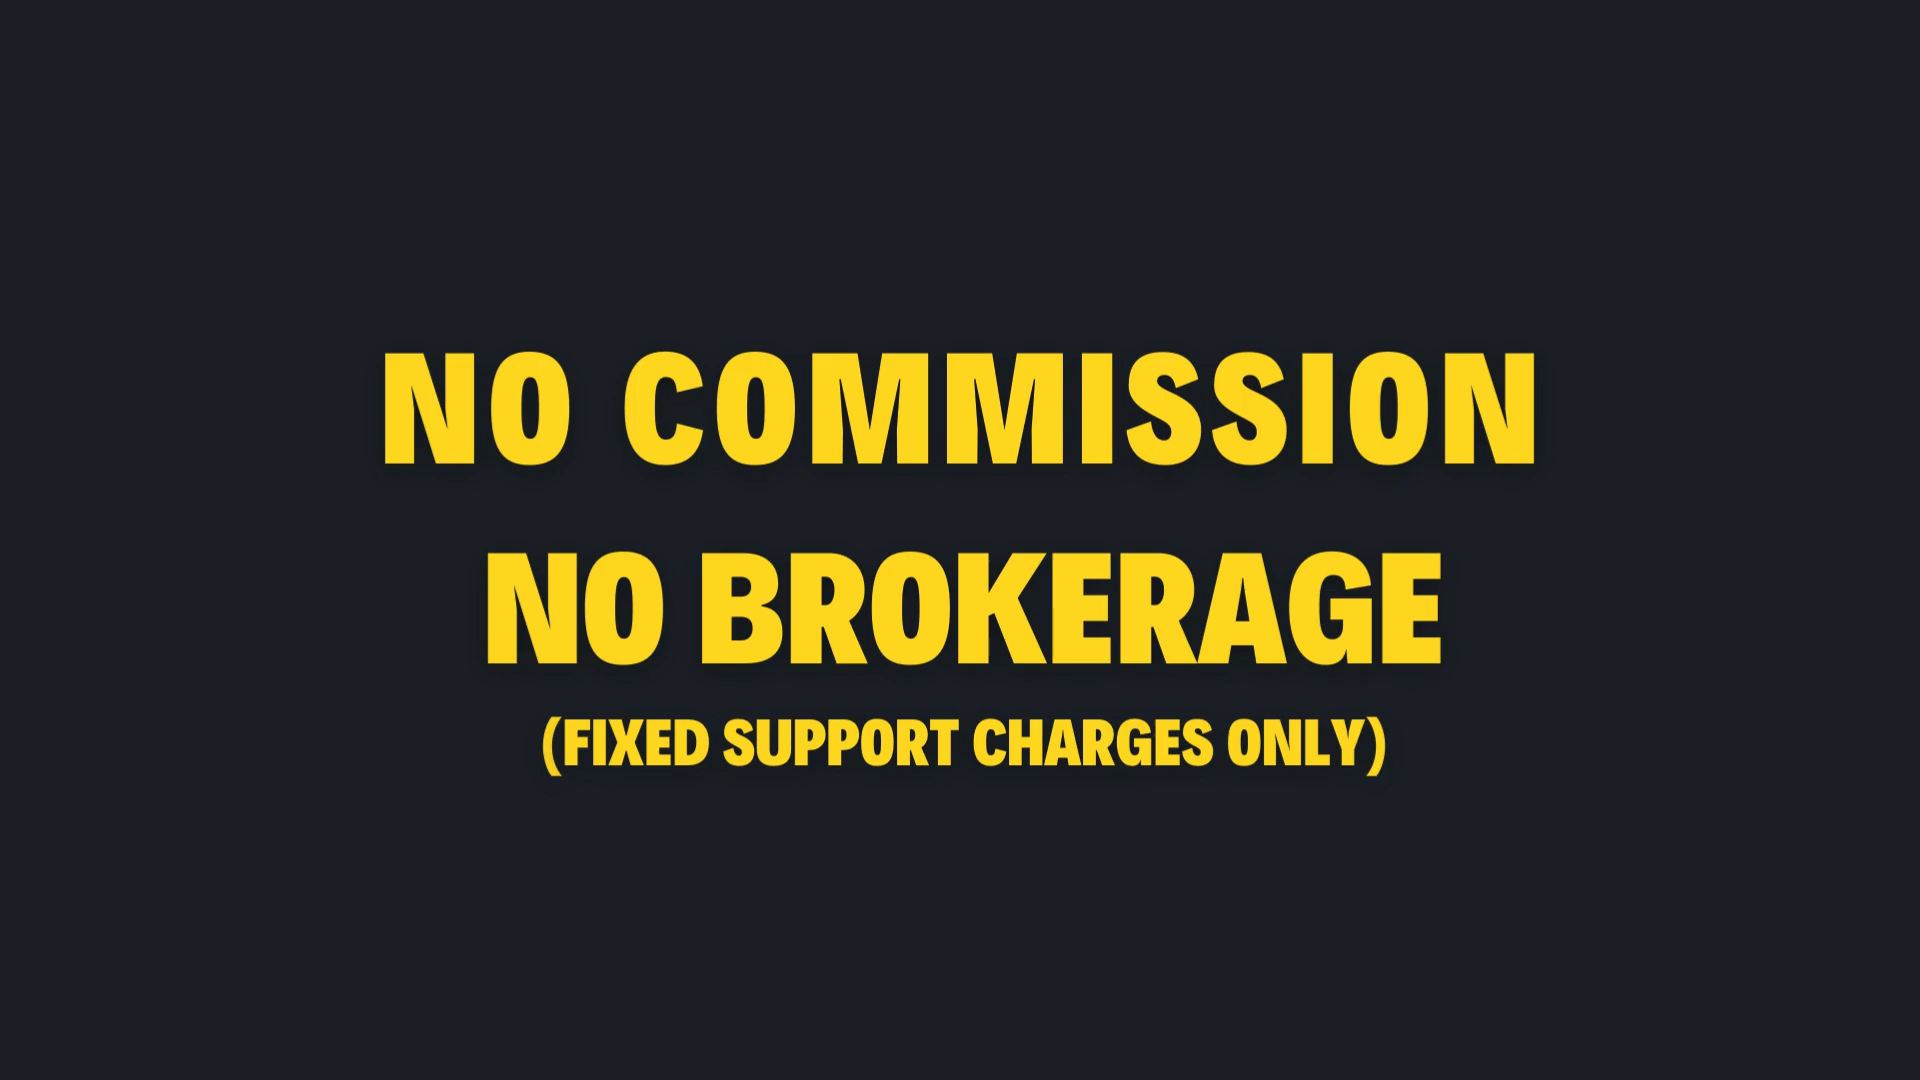 NO COMMISSION
NO BROKERAGE
(FIXED SUPPORT CHARGES ONLY)